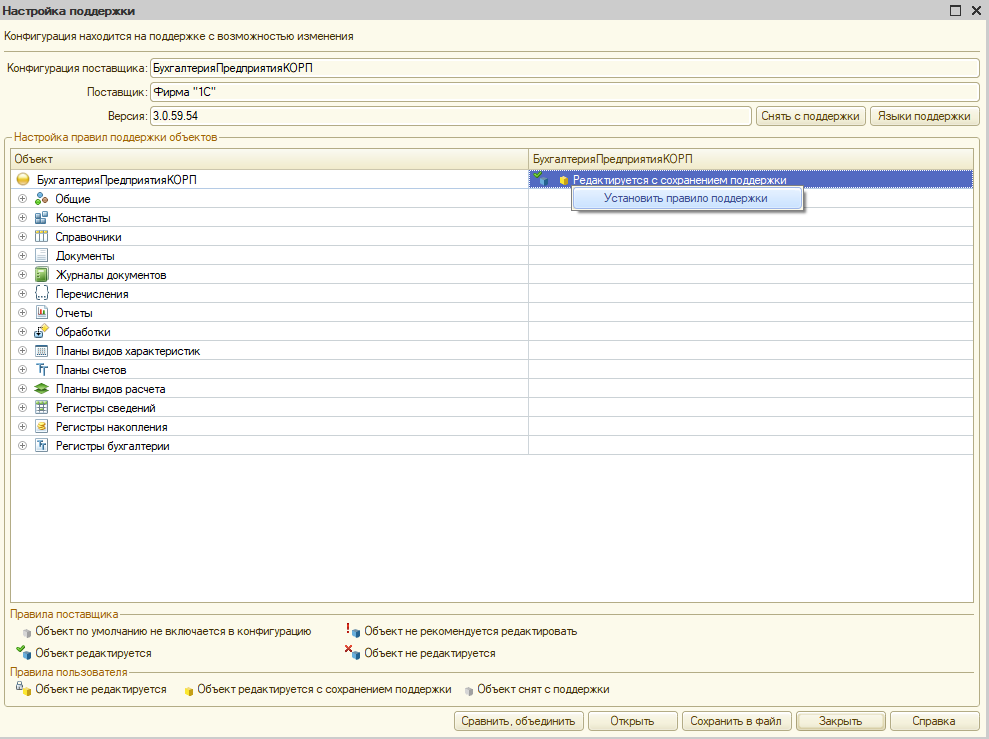 Настройка поддержки
Конфигурация находится на поддержке с возможностью изменения
Конфигурация поставщика: БухгалтерияПредприятияКОРП
Поставщик: Фирма "1С"
Версия: 3.0.59.54 Снять с поддержки Языки поддержки
Настройка правил поддержки объектов
Объект БухгалтерияПредприятияКОРП
БухгалтерияПредприятияКОРП Редактируется с сохранением поддержки
Общие Установить правило поддержки
Константы
Справочники
Документы
Журналы документов
Перечисления
Отчеты
Обработки
Планы видов характеристик
Планы счетов
Планы видов расчета
Регистры сведений
Регистры накопления
Регистры бухгалтерии
Правила поставщика
Объект по умолчанию не включается в конфигурацию Объект не рекомендуется редактировать
Объект редактируется Объект не редактируется
Правила пользователя
Объект не редактируется Объект редактируется с сохранением поддержки Объект снят с поддержки
Сравнить, объединить Открыть Сохранить в файл Закрыть Справка